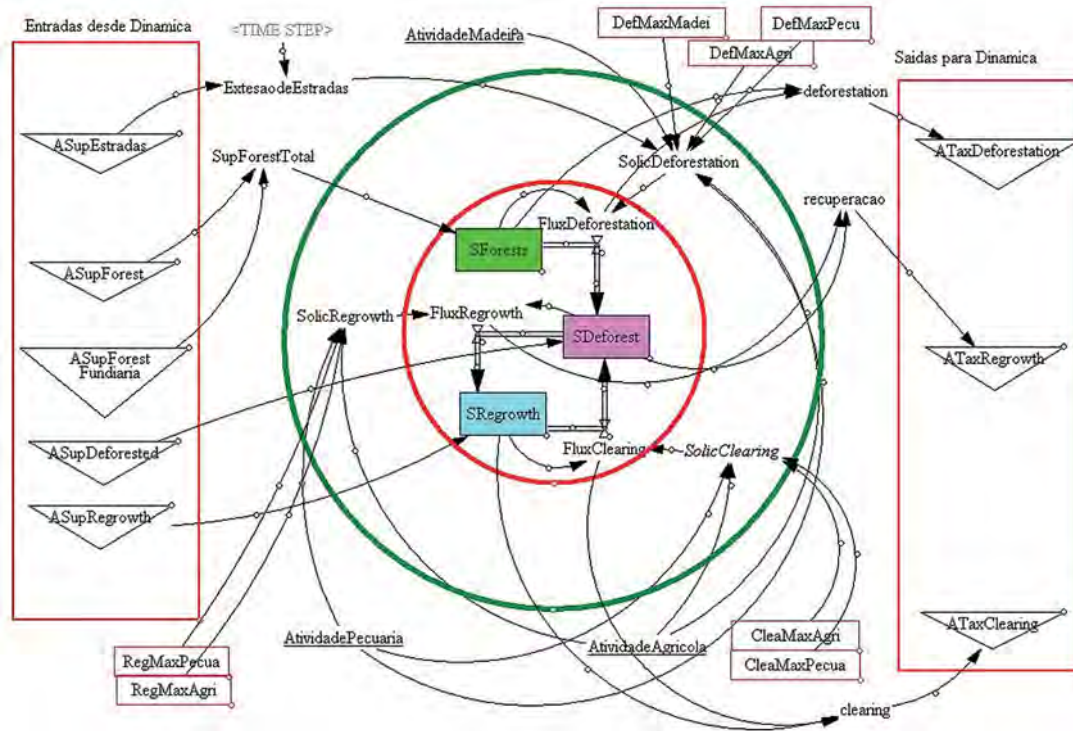 Entradas desde Dinamica
<TIME STEP>
AtividadeMadeira
DefMaxMadei
DefMaxPecu
DefMaxAgri
Saidas para Dinamica
ExtesaodeEstradas
deforestation
ASupEstradas
SupForestTotal
SolicDeforestation
ATaxDeforestation
recuperacao
FluxDeforestation
SForests
ASupForest
SolicRegrowth
FluxRegrowth
SDeforest
ASupForest
Fundiaria
ATaxRegrowth
SRegrowth
ASupDeforested
FluxClearing
SolicClearing
ASupRegrowth
AtividadePecuaria
AtividadeAgricola
CleaMaxAgri
ATaxClearing
RegMaxPecua
CleaMaxPecua
RegMaxAgri
clearing